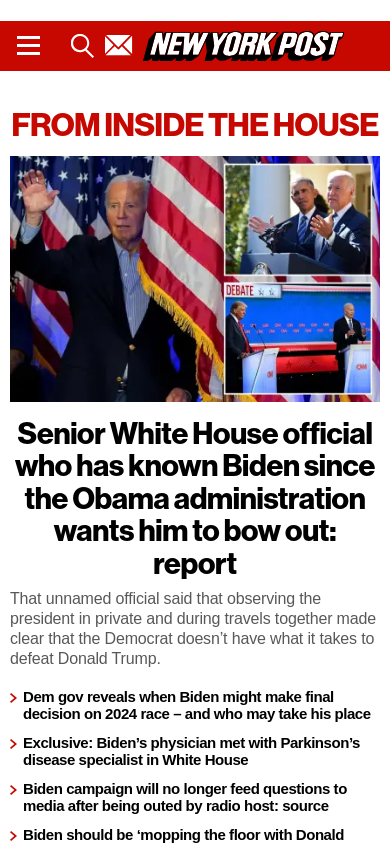 NEW YORK POST
FROM INSIDE THE HOUSE
DEBATE
Senior White House official
who has known Biden since
the Obama administration
wants him to bow out:
report
That unnamed official said that observing the
president in private and during travels together made
clear that the Democrat doesn’t have what it takes to
defeat Donald Trump.
Dem gov reveals when Biden might make final
decision on 2024 race – and who may take his place
Exclusive: Biden’s physician met with Parkinson’s
disease specialist in White House
Biden campaign will no longer feed questions to
media after being outed by radio host: source
Biden should be ‘mopping the floor with Donald